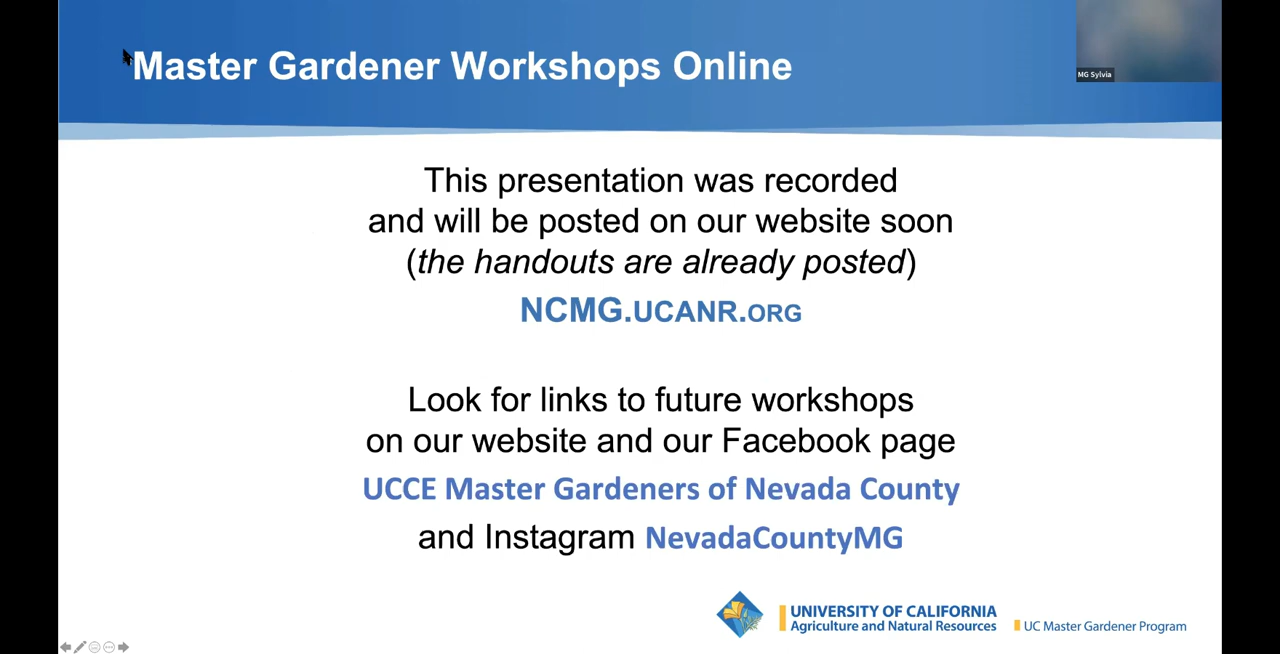 Master Gardener Workshops Online
MG Sylvia
This presentation was recorded
and will be posted on our website soon
(the handouts are already posted)
NCMG.UCANR.ORG
Look for links to future workshops
on our website and our Facebook page
UCCE Master Gardeners of Nevada County
and Instagram NevadaCountyMG
UNIVERSITY OF CALIFORNIA
Agriculture and Natural Resources
UC Master Gardener Program